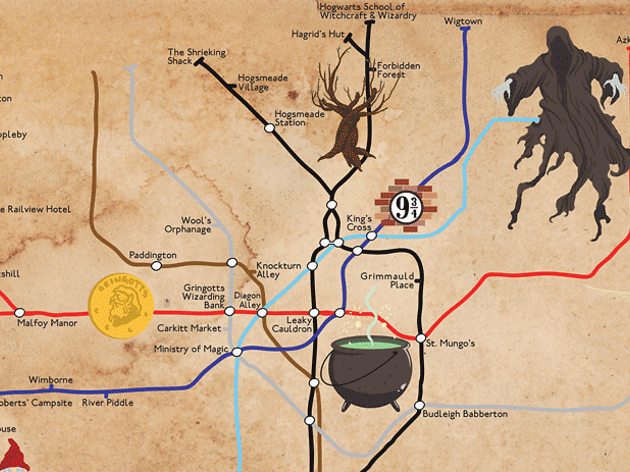 Hogwarts School of
Witchcraft & Wizardry
Hagrid's Hut
Wigtown
Azk
The Shrieking
Shack
Forbidden
Forest
Hogsmeade
Village
n
ton
Hogsmeade
Station
ppleby
9 3/4
e Railview Hotel
Wool's
Orphanage
King's
Cross
Paddington
Knockturn
Alley
tshill
GRINGOTTS
Grimmauld
Place
Gringotts
Wizarding
Bank
Diagon
Alley
Malfoy Manor
Carkitt Market
Leaky
Cauldron
St. Mungo's
Ministry of Magic
Wimborne
oberts' Campsite
River Piddle
Budleigh Babberton
ouse